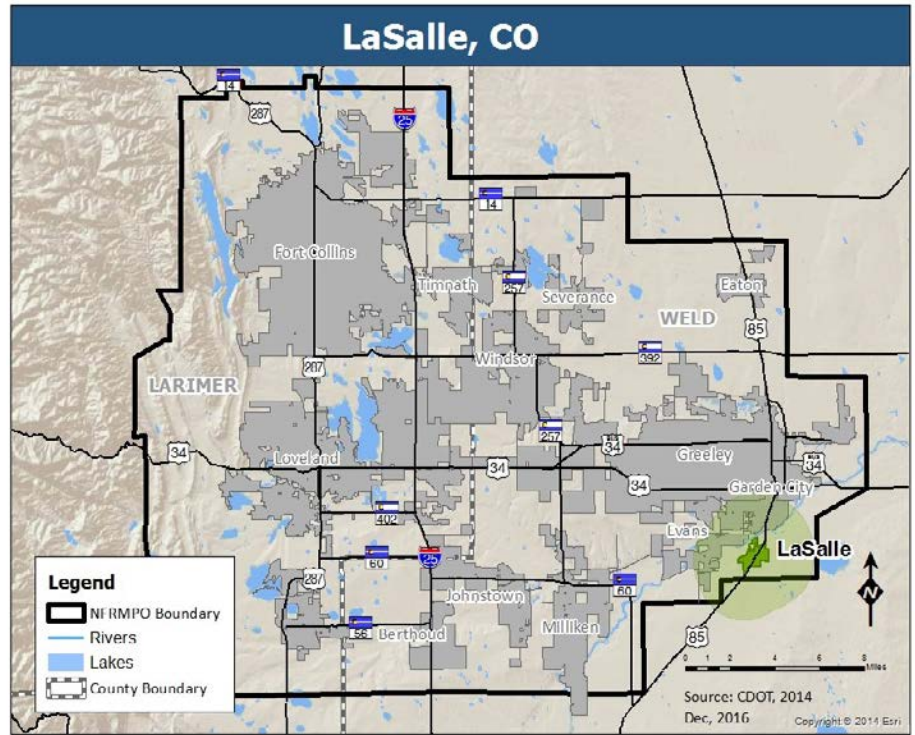 LaSalle, CO
14
287
25
14
Fort Collins
Timnath
257
Severance
Eaton
WELD
85
287
Windsor
392
LARIMER
257
34
34
Loveland
34
Greeley
34
34
Garden City
402
Evans
LaSalle
60
25
287
Johnstown
60
N
56
Berthoud
Milliken
85
Legend
NFRMPO Boundary
Rivers
Lakes
County Boundary
0 1 2 4 6 8
Miles
Source: CDOT, 2014
Dec, 2016
Copyright © 2014 Esri